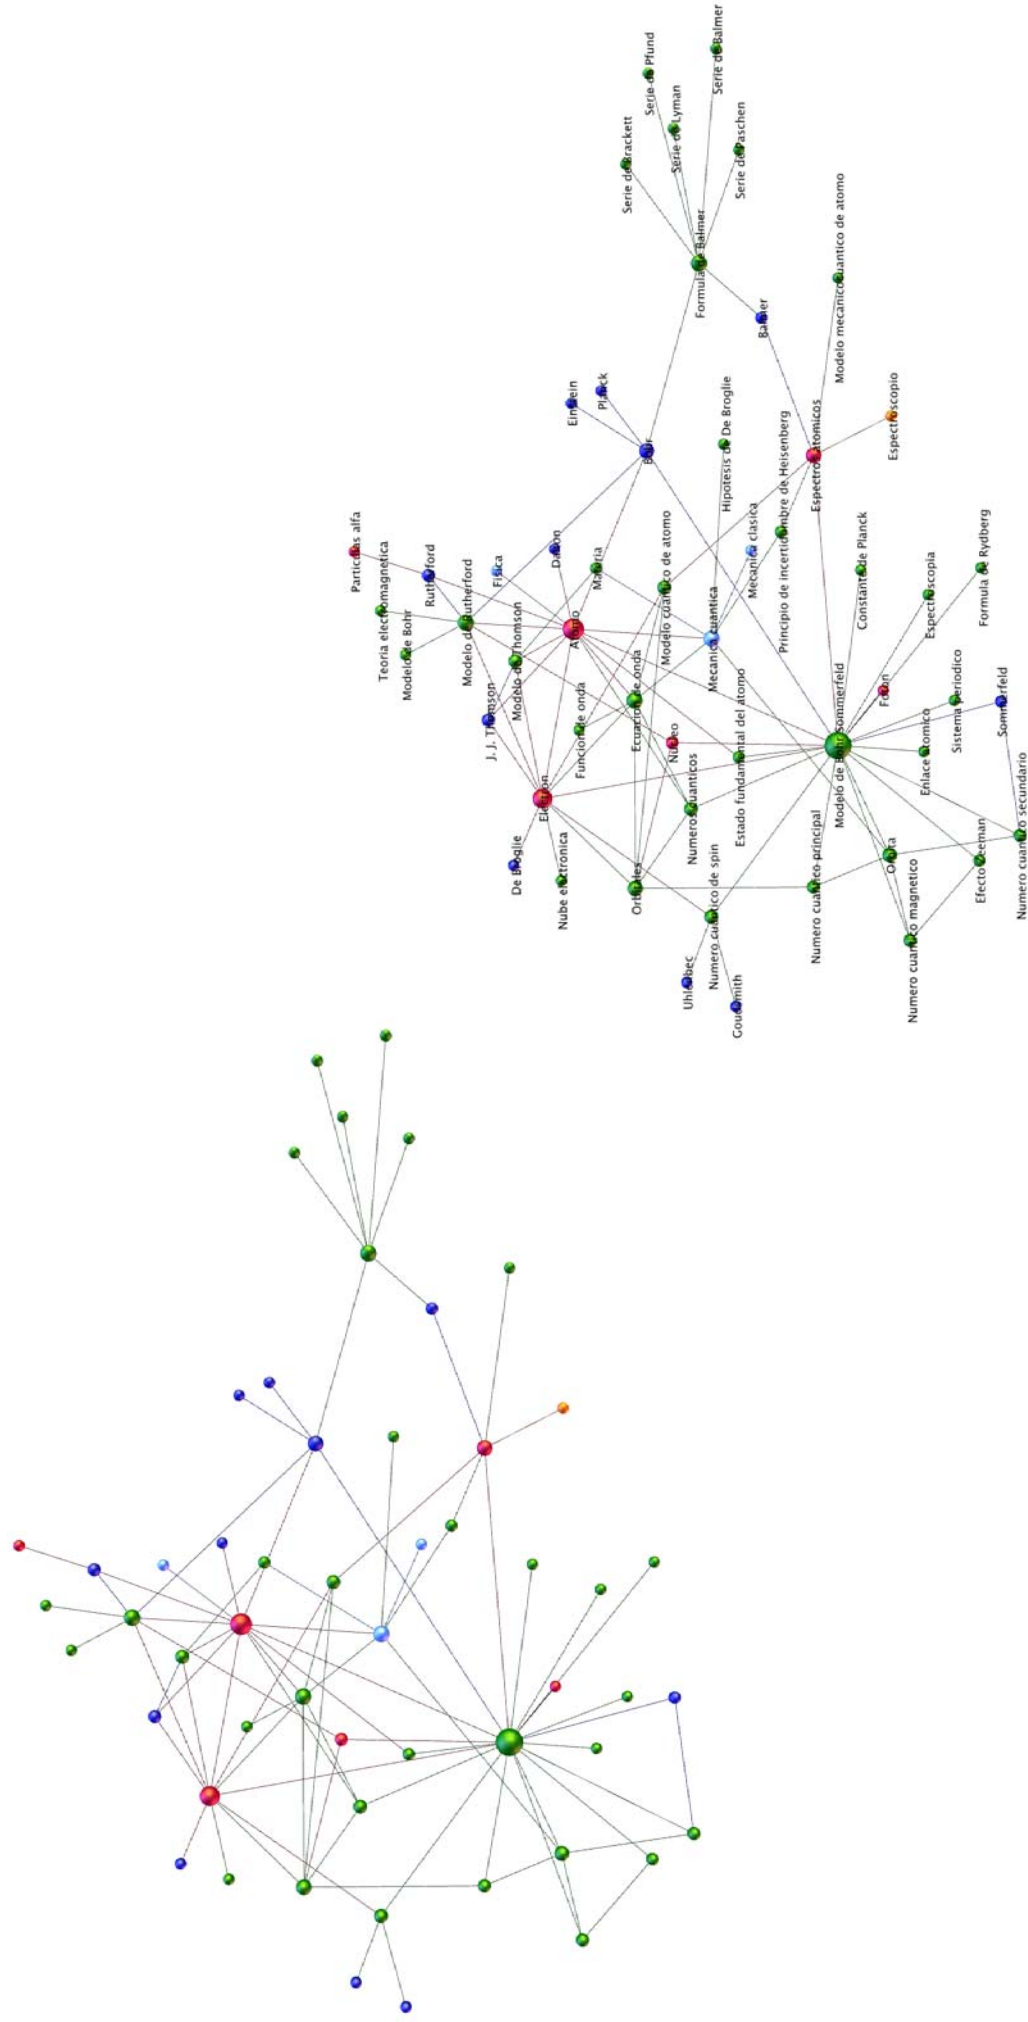 Serie de Pfund
Serie de Balmer
Serie de Lyman
Serie de Brackett
Serie de Paschen
Formula de Balmer
Modelo mecanicocuantico de atomo
Balmer
Einstein
Planck
Bohr
Hipotesis de De Broglie
Espectros atomicos
Espectroscopio
Principio de incertidumbre de Heisenberg
Particulas alfa
Teoria electromagnetica
Rutherford
Modelo de Bohr
Modelo de Rutherford
Fisica
Dalton
Materia
Modelo cuantico de atomo
Mecanica clasica
Constante de Planck
Formula de Rydberg
Espectroscopia
Modelo de Thomson
Atomo
Mecanica cuantica
J. J. Thomson
Funcion de onda
Ecuacion de onda
Nucleo
Estado fundamental del atomo
Modelo de Bohr Sommerfeld
Foton
Sistema periodico
Sommerfeld
Enlace atomico
Electron
Numeros cuanticos
De Broglie
Nube electronica
Orbitales
Numero cuantico de spin
Numero cuantico principal
Orbita
Efecto Zeeman
Numero cuantico secundario
Numero cuantico magnetico
Uhlenbec
Goudsmith